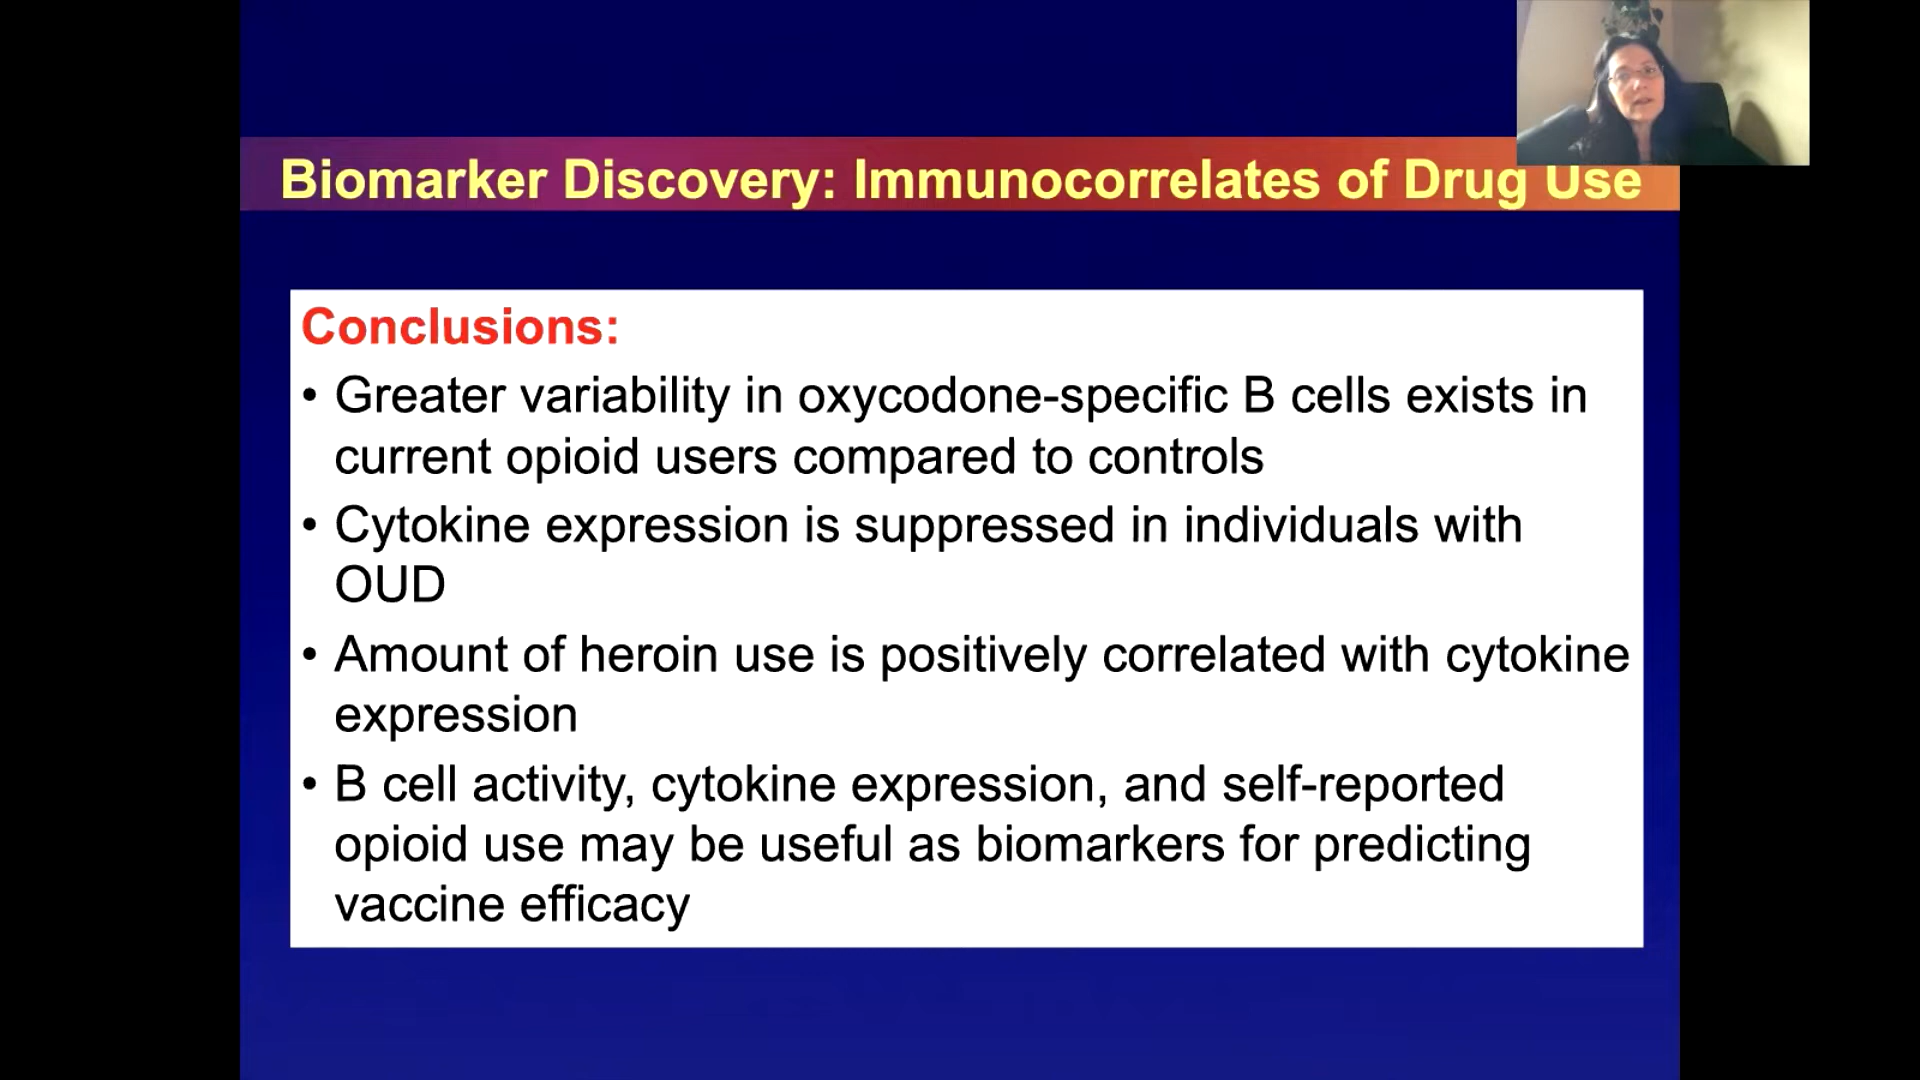 Biomarker Discovery: Immunocorrelates of Drug Use
Conclusions:
• Greater variability in oxycodone-specific B cells exists in
current opioid users compared to controls
• Cytokine expression is suppressed in individuals with
OUD
• Amount of heroin use is positively correlated with cytokine
expression
• B cell activity, cytokine expression, and self-reported
opioid use may be useful as biomarkers for predicting
vaccine efficacy